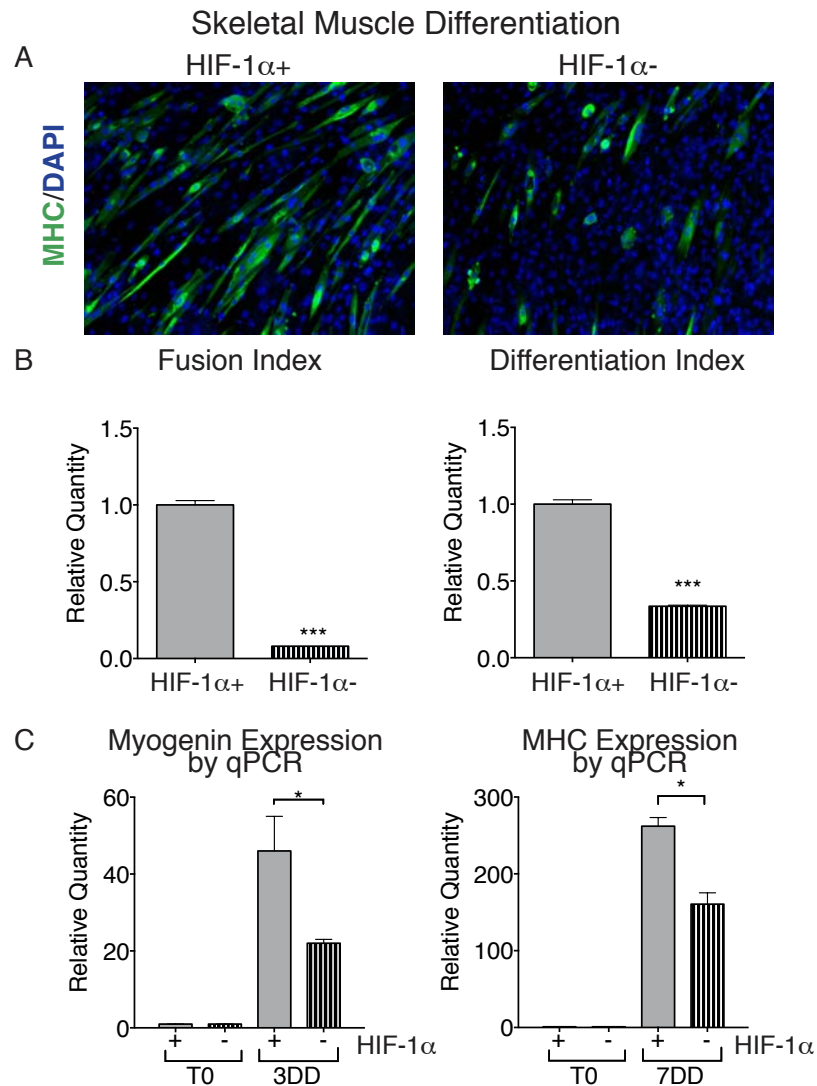 Skeletal Muscle Differentiation
A
HIF-1α+ HIF-1α-
MHC/DAPI
B Fusion Index Differentiation Index
Relative Quantity
1.5
1.0
0.5
0.0
***
HIF-1α+ HIF-1α-
Relative Quantity
1.5
1.0
0.5
0.0
***
HIF-1α+ HIF-1α-
C Myogenin Expression
by qPCR
Relative Quantity
60
40
20
0
*
+ - + - HIF-1α
T0 3DD
MHC Expression
by qPCR
Relative Quantity
300
200
100
0
*
+ - + - HIF-1α
T0 7DD